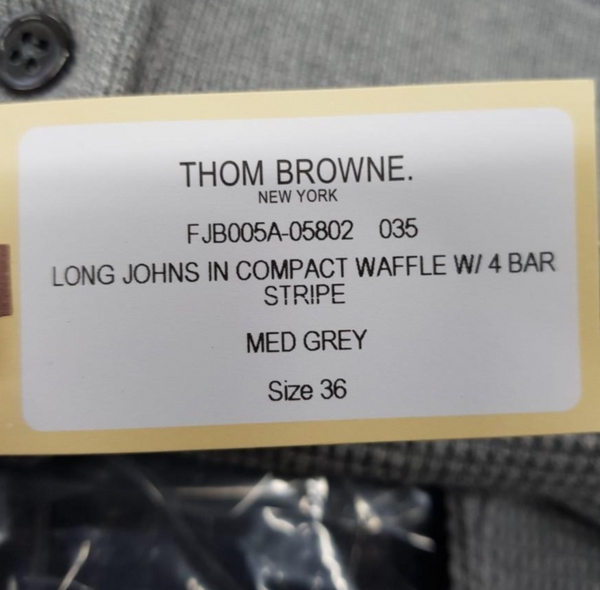 THOM BROWNE.
NEW YORK
FJB005A-05802 035
LONG JOHNS IN COMPACT WAFFLE W/ 4 BAR
STRIPE
MED GREY
Size 36